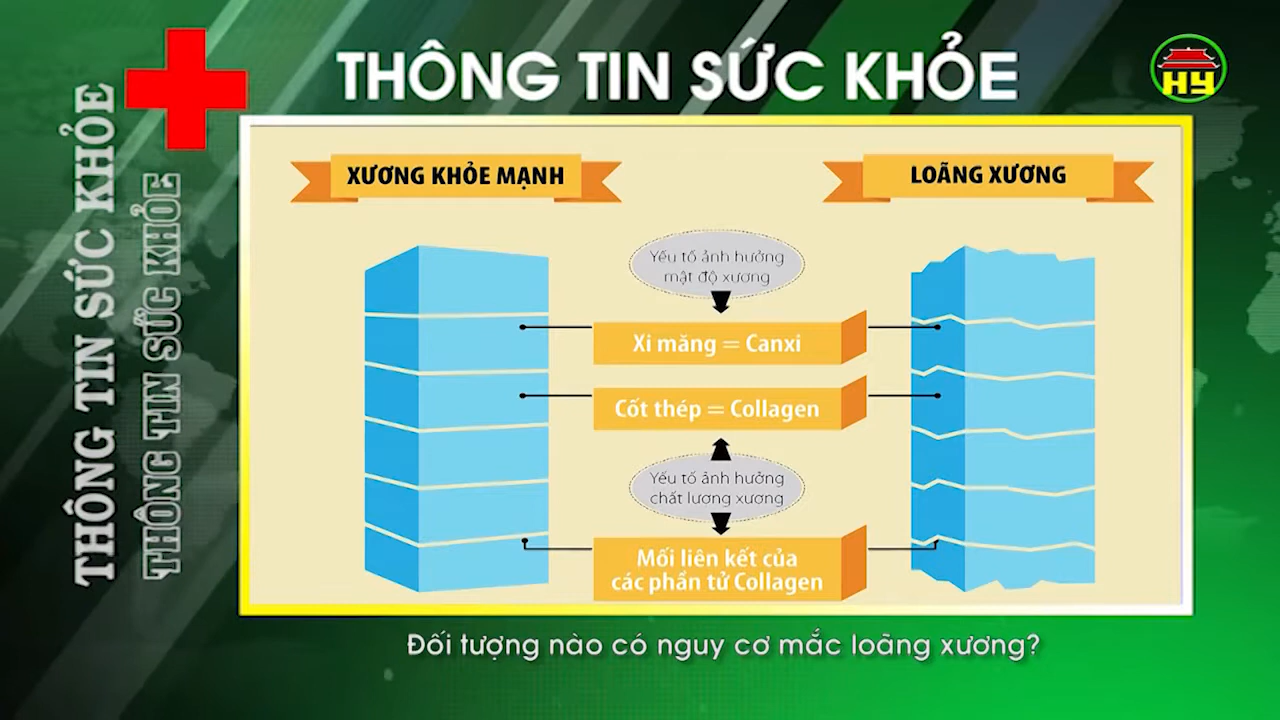 THÔNG TIN SỨC KHỎE
HY
THÔNG TIN SỨC KHỎE
THÔNG TIN SỨC KHỎE
XƯƠNG KHỎE MẠNH
LOÃNG XƯƠNG
Yếu tố ảnh hưởng
mật độ xương
Xi măng = Canxi
Cốt thép = Collagen
Yếu tố ảnh hưởng
chất lương xương
Mối liên kết của
các phần tử Collagen
Đối tượng nào có nguy cơ mắc loãng xương?